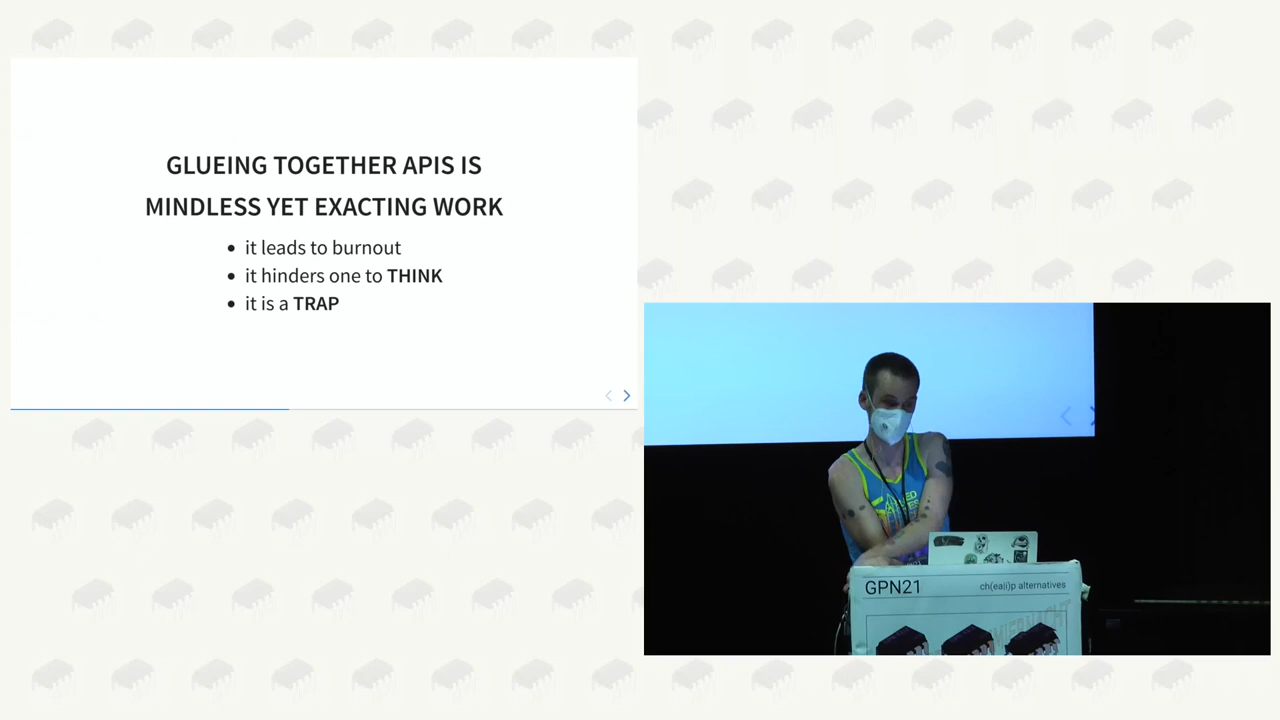 GLUEING TOGETHER APIS IS
MINDLESS YET EXACTING WORK
it leads to burnout
it hinders one to THINK
it is a TRAP
GPN21
ch(ea|i)p alternatives